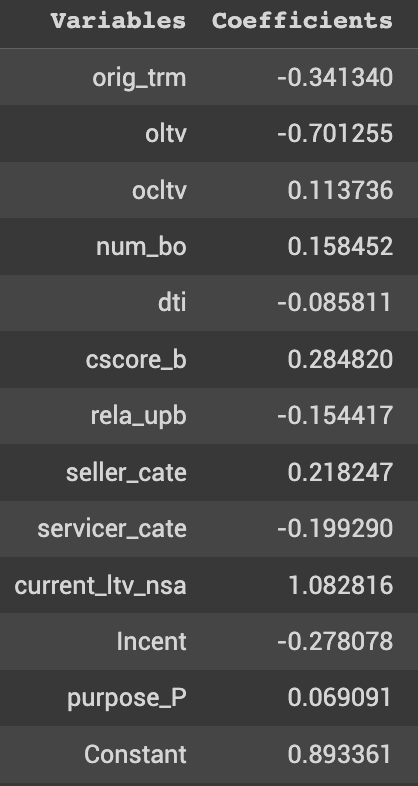 Variables Coefficients
orig_trm -0.341340
oltv -0.701255
ocltv 0.113736
num_bo 0.158452
dti -0.085811
cscore_b 0.284820
rela_upb -0.154417
seller_cate 0.218247
servicer_cate -0.199290
current_ltv_nsa 1.082816
Incent -0.278078
purpose_P 0.069091
Constant 0.893361